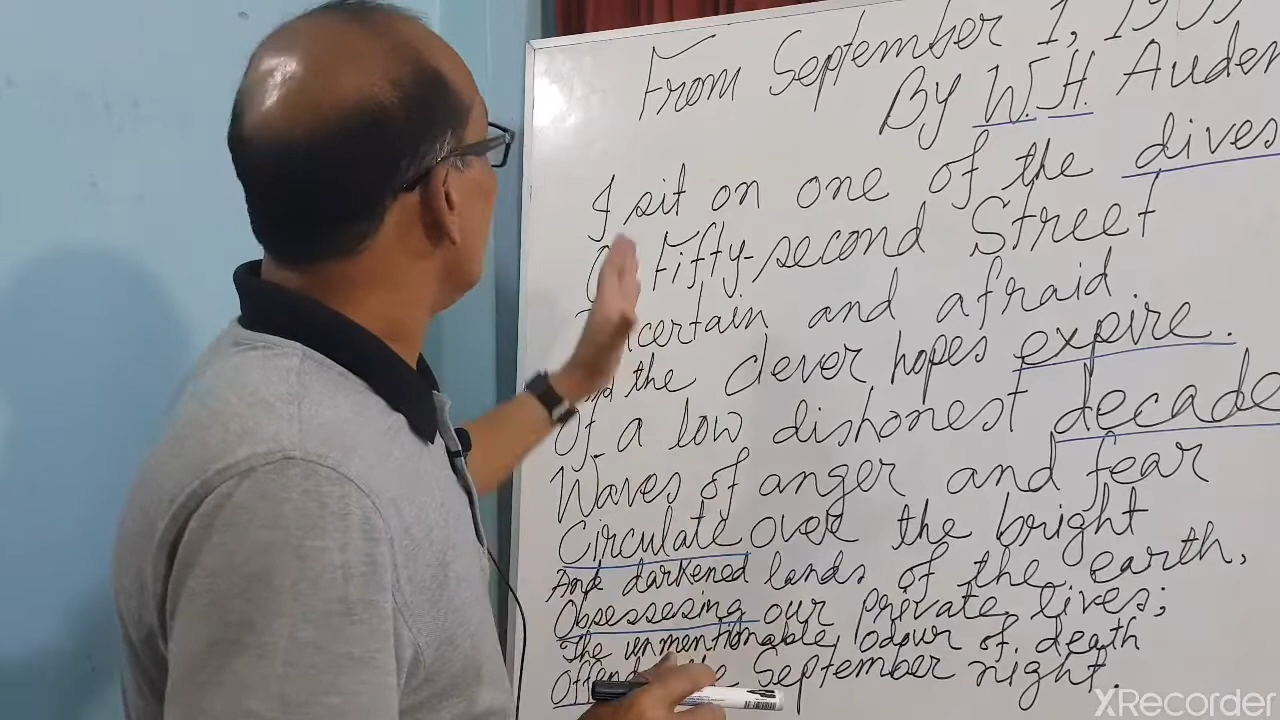 From September 1, 193
By W. H. Auden
I sit on one of the dives
Fifty-second Street
certain and afraid
the clever hopes expire.
Of a low dishonest decade
Waves of anger and fear
Circulate over the bright
And darkened lands of the earth,
Obsessesing our private lives;
The unmentionable odour of death
September night.
XRecorder